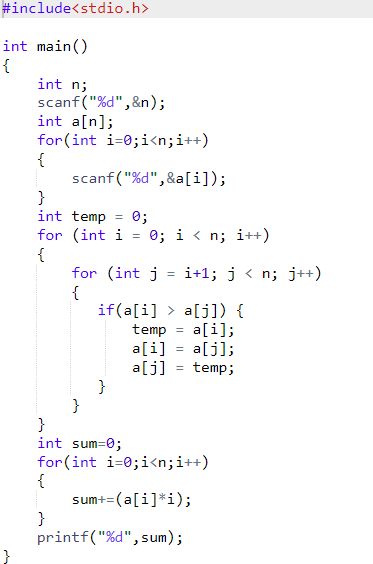 #include<stdio.h>
int main()
{
    int n;
    scanf("%d",&n);
    int a[n];
    for(int i=0;i<n;i++)
    {
        scanf("%d",&a[i]);
    }
    int temp = 0;
    for (int i = 0; i < n; i++)
    {
        for (int j = i+1; j < n; j++)
        {
           if(a[i] > a[j]) {
               temp = a[i];
               a[i] = a[j];
               a[j] = temp;
           }
        }
    }
    int sum=0;
    for(int i=0;i<n;i++)
    {
        sum+=(a[i]*i);
    }
    printf("%d",sum);
}